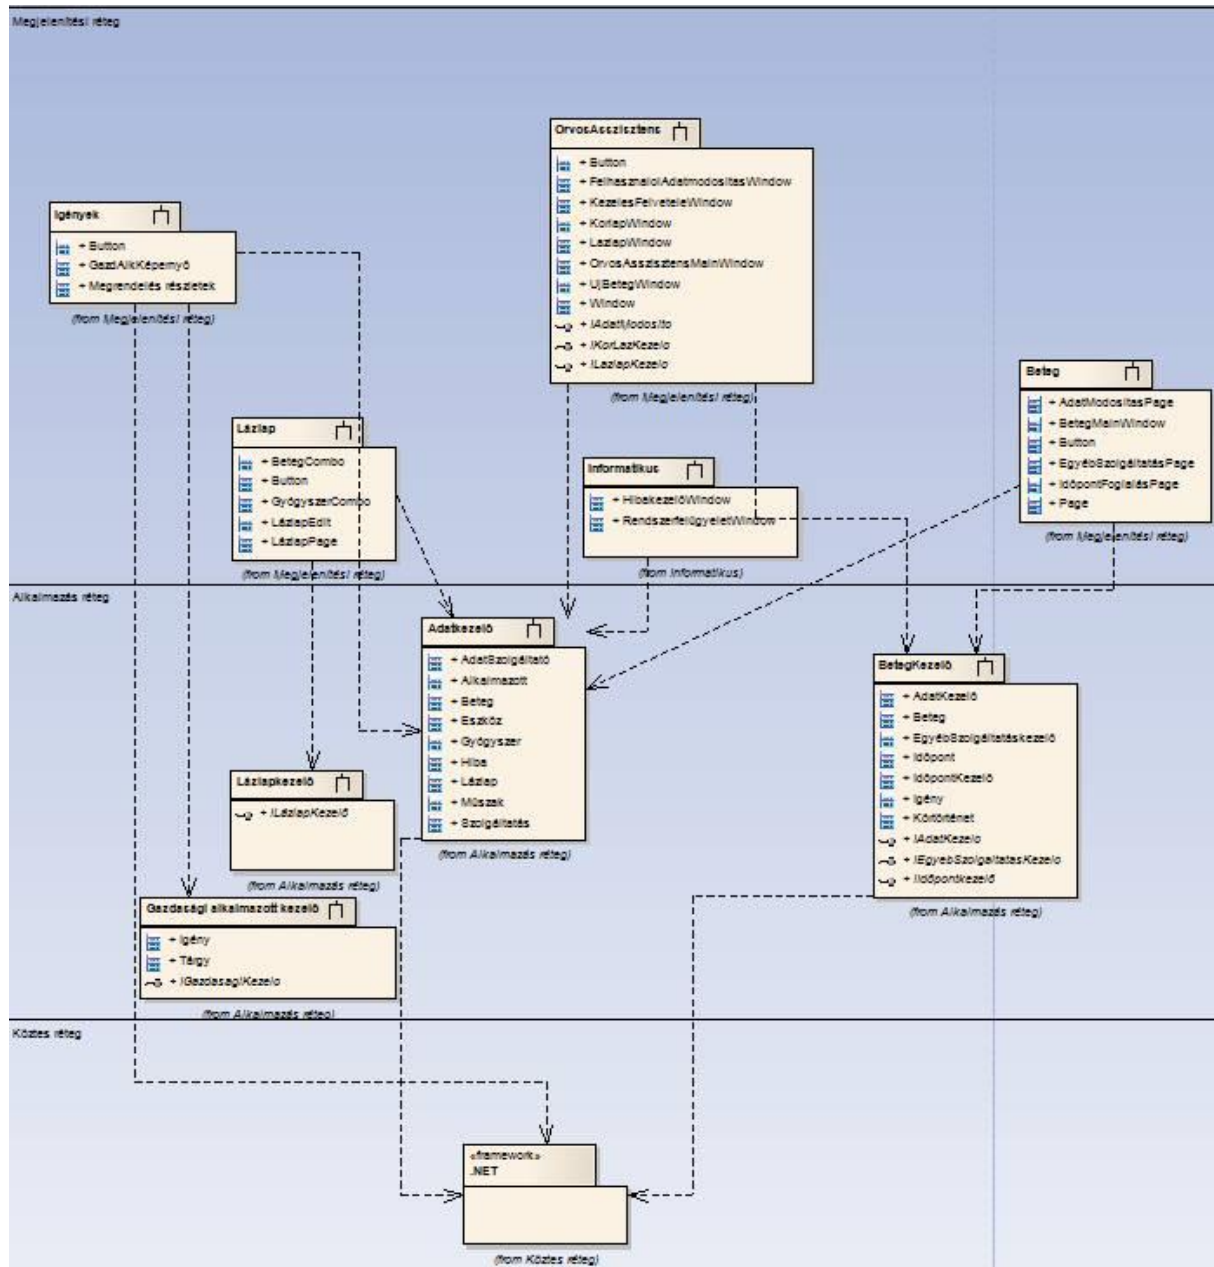 Megjelenítési réteg
OrvosAsszisztens
+ Button
+ FelhasznaloiAdatmodositasWindow
+ KezelesFelveteleWindow
+ KorlapWindow
+ LazlapWindow
+ OrvosAsszisztensMainWindow
+ UjBetegWindow
+ Window
+ IAdatModosito
+ IKorLazKezelo
+ ILazlapKezelo
(from Megjelenítési réteg)
Igények
+ Button
+ GazdAlkKépernyő
+ Megrendelés részletek
(from Megjelenítési réteg)
Beteg
+ AdatModositasPage
+ BetegMainWindow
+ Button
+ EgyébSzolgáltatásPage
+ IdőpontFoglalásPage
+ Page
(from Megjelenítési réteg)
Lázlap
+ BetegCombo
+ Button
+ GyógyszerCombo
+ LázlapEdit
+ LázlapPage
(from Megjelenítési réteg)
Informatikus
+ HibakezelőWindow
+ RendszerfelügyeletWindow
(from Informatikus)
Alkalmazás réteg
Adatkezelő
+ AdatSzolgáltató
+ Alkalmazott
+ Beteg
+ Eszköz
+ Gyógyszer
+ Hiba
+ Lázlap
+ Műszak
+ Szolgáltatás
(from Alkalmazás réteg)
BetegKezelő
+ AdatKezelő
+ Beteg
+ EgyébSzolgáltatáskezelő
+ Időpont
+ IdőpontKezelő
+ Igény
+ Kórtörténet
+ IAdatKezelo
+ IEgyebSzolgaltatasKezelo
+ IIdőpontkezelő
(from Alkalmazás réteg)
Lázlapkezelő
+ ILázlapKezelő
(from Alkalmazás réteg)
Gazdasági alkalmazott kezelő
+ Igény
+ Tárgy
+ IGazdasagiKezelo
(from Alkalmazás réteg)
Köztes réteg
«framework»
.NET
(from Köztes réteg)